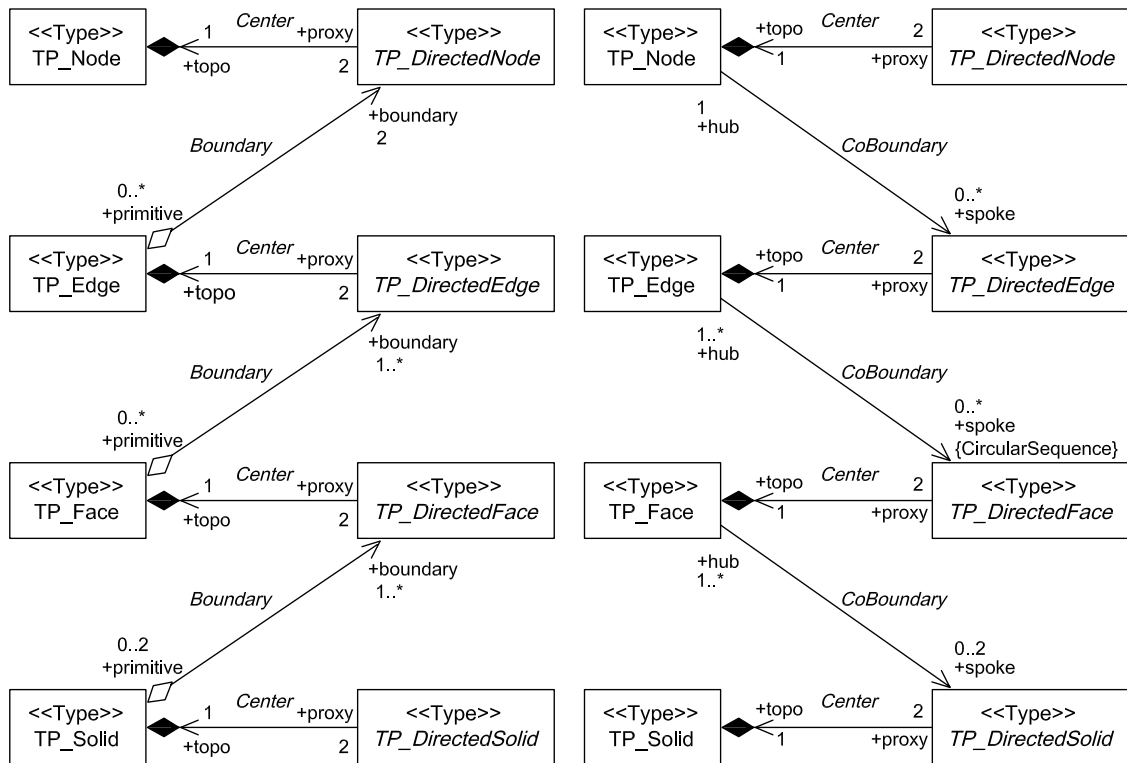 <<Type>>
TP_Node
1
Center
+proxy
+topo
2
<<Type>>
TP_DirectedNode
<<Type>>
TP_Node
+topo
Center
2
1
+proxy
<<Type>>
TP_DirectedNode
+boundary
2
Boundary
0..*
+primitive
1
+hub
CoBoundary
0..*
+spoke
<<Type>>
TP_Edge
1
Center
+proxy
+topo
2
<<Type>>
TP_DirectedEdge
<<Type>>
TP_Edge
+topo
Center
2
1
+proxy
<<Type>>
TP_DirectedEdge
+boundary
1..*
Boundary
0..*
+primitive
1..*
+hub
CoBoundary
0..*
+spoke
{CircularSequence}
<<Type>>
TP_Face
1
Center
+proxy
+topo
2
<<Type>>
TP_DirectedFace
<<Type>>
TP_Face
+topo
Center
2
1
+proxy
<<Type>>
TP_DirectedFace
+boundary
1..*
Boundary
0..2
+primitive
+hub
1..*
CoBoundary
0..2
+spoke
<<Type>>
TP_Solid
1
Center
+proxy
+topo
2
<<Type>>
TP_DirectedSolid
<<Type>>
TP_Solid
+topo
Center
2
1
+proxy
<<Type>>
TP_DirectedSolid